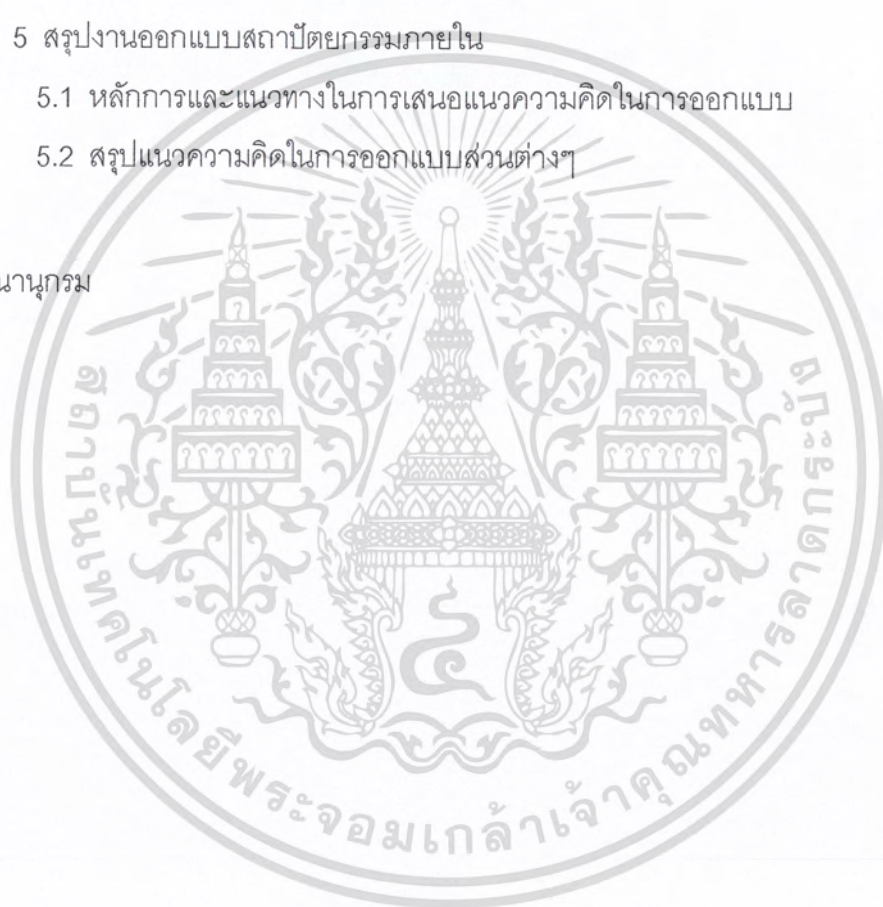 5 สรุปงานออกแบบสถาปัตยกรรมภายใน
5.1 หลักการและแนวทางในการเสนอแนวความคิดในการออกแบบ
5.2 สรุปแนวความคิดในการออกแบบส่วนต่างๆ
นานุกรม
สถาบันเทคโนโลยีพระจอมเกล้าเจ้าคุณทหารลาดกระบัง
๔